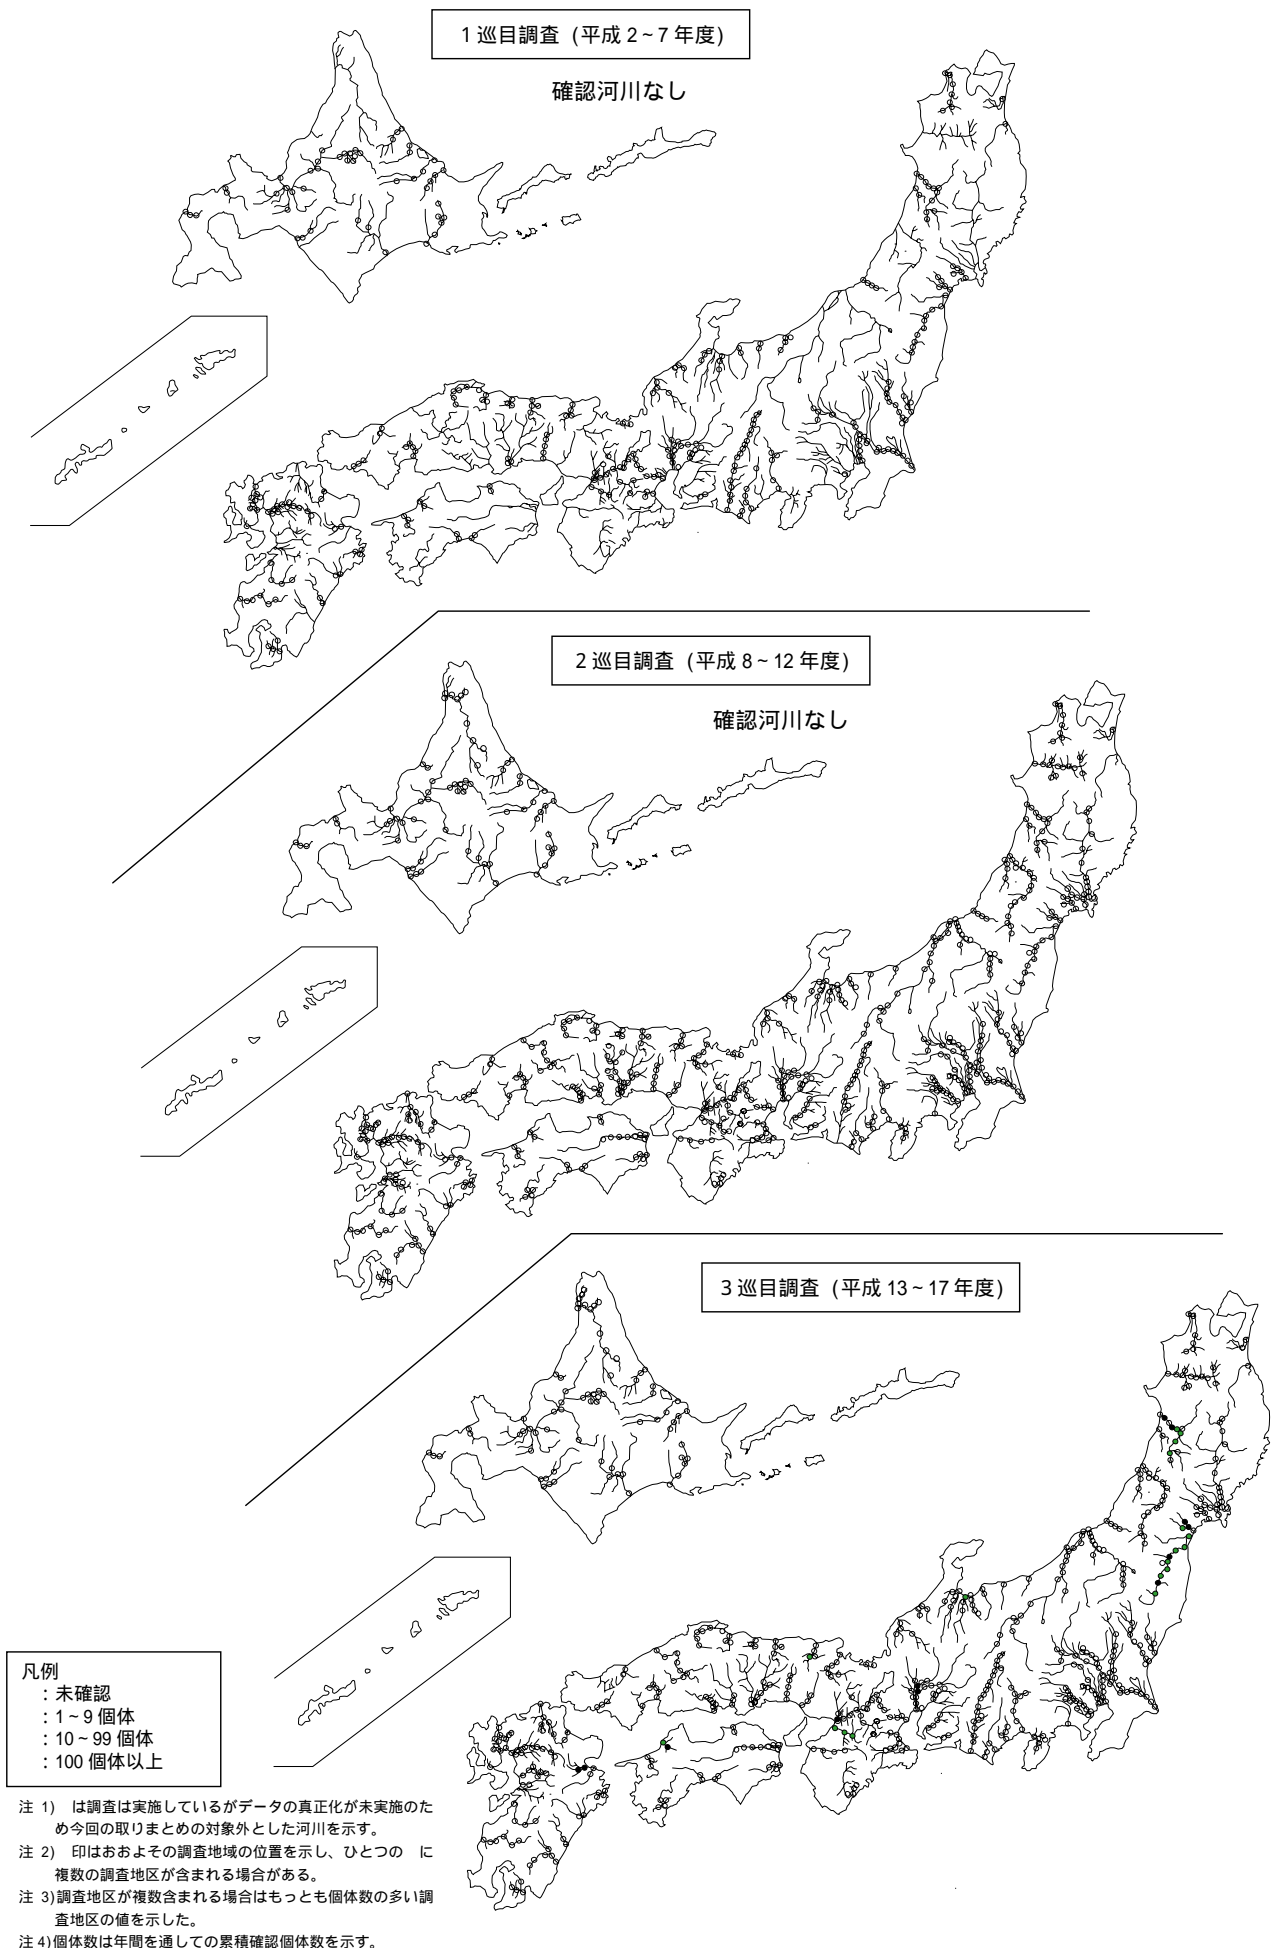 1巡目調査 (平成2~7年度)
確認河川なし
2巡目調査 (平成8~12年度)
確認河川なし
3巡目調査 (平成13~17年度)
凡例
：未確認
：1~9個体
：10~99個体
：100個体以上
注 1) は調査は実施しているがデータの真正化が未実施のた
め今回の取りまとめの対象外とした河川を示す。
注 2) 印はおおよその調査地域の位置を示し、ひとつの に
複数の調査地区が含まれる場合がある。
注 3)調査地区が複数含まれる場合はもっとも個体数の多い調
査地区の値を示した。
注 4)個体数は年間を通しての累積確認個体数を示す。